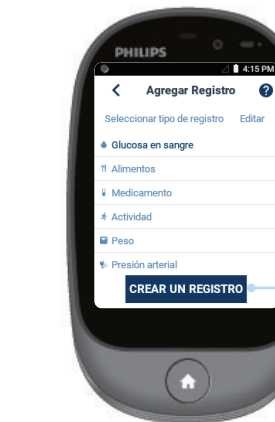 PHILIPS
4:15 PM
Agregar Registro ?
Seleccionar tipo de registro Editar
Glucosa en sangre
Alimentos
Medicamento
Actividad
Peso
Presión arterial
CREAR UN REGISTRO